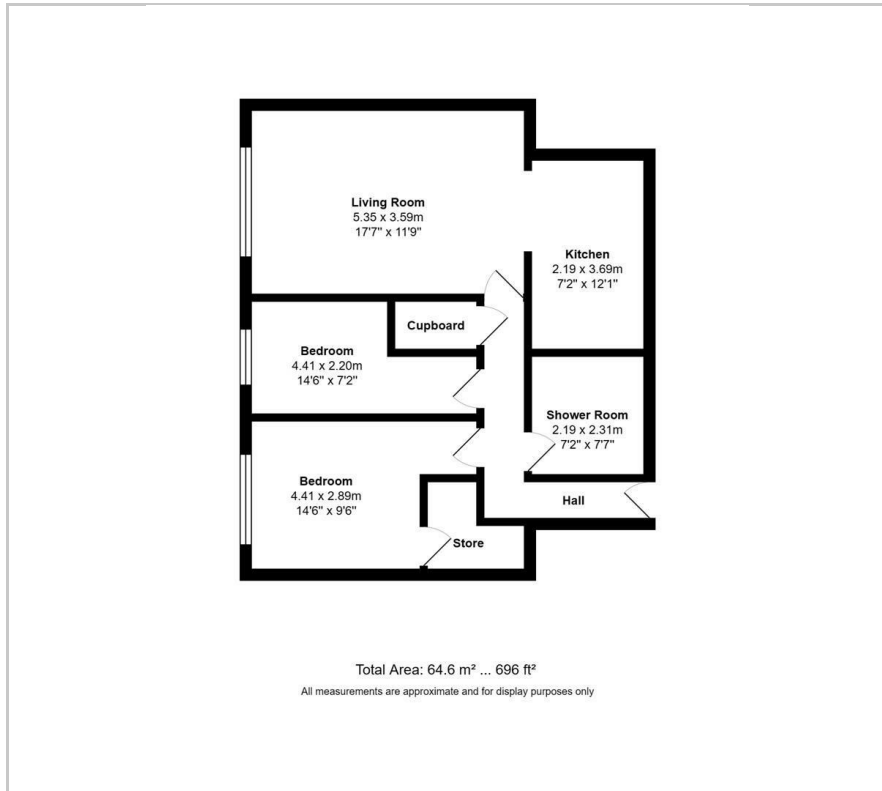 Living Room
5.35 x 3.59m
17'7" x 11'9"
Kitchen
2.19 x 3.69m
7'2" x 12'1"
Cupboard
Bedroom
4.41 x 2.20m
14'6" x 7'2"
Shower Room
2.19 x 2.31m
7'2" x 7'7"
Bedroom
4.41 x 2.89m
14'6" x 9'6"
Hall
Store
Total Area: 64.6 m² ... 696 ft²
All measurements are approximate and for display purposes only